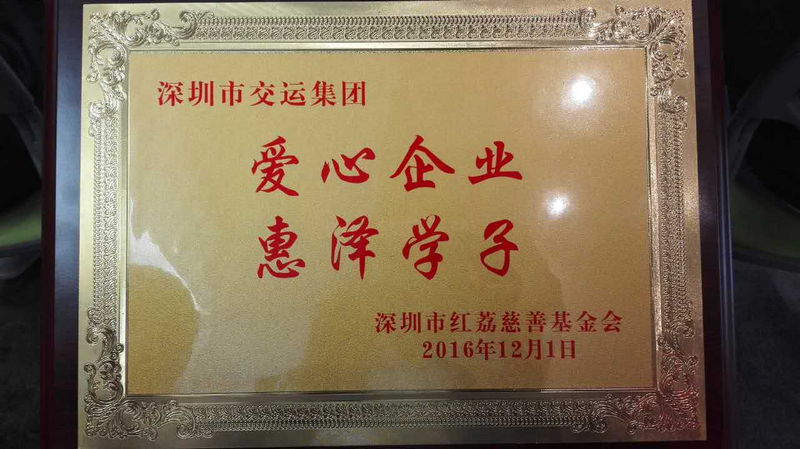 深圳市交运集团
爱心企业
惠泽学子
深圳市红荔慈善基金会
2016年12月1日